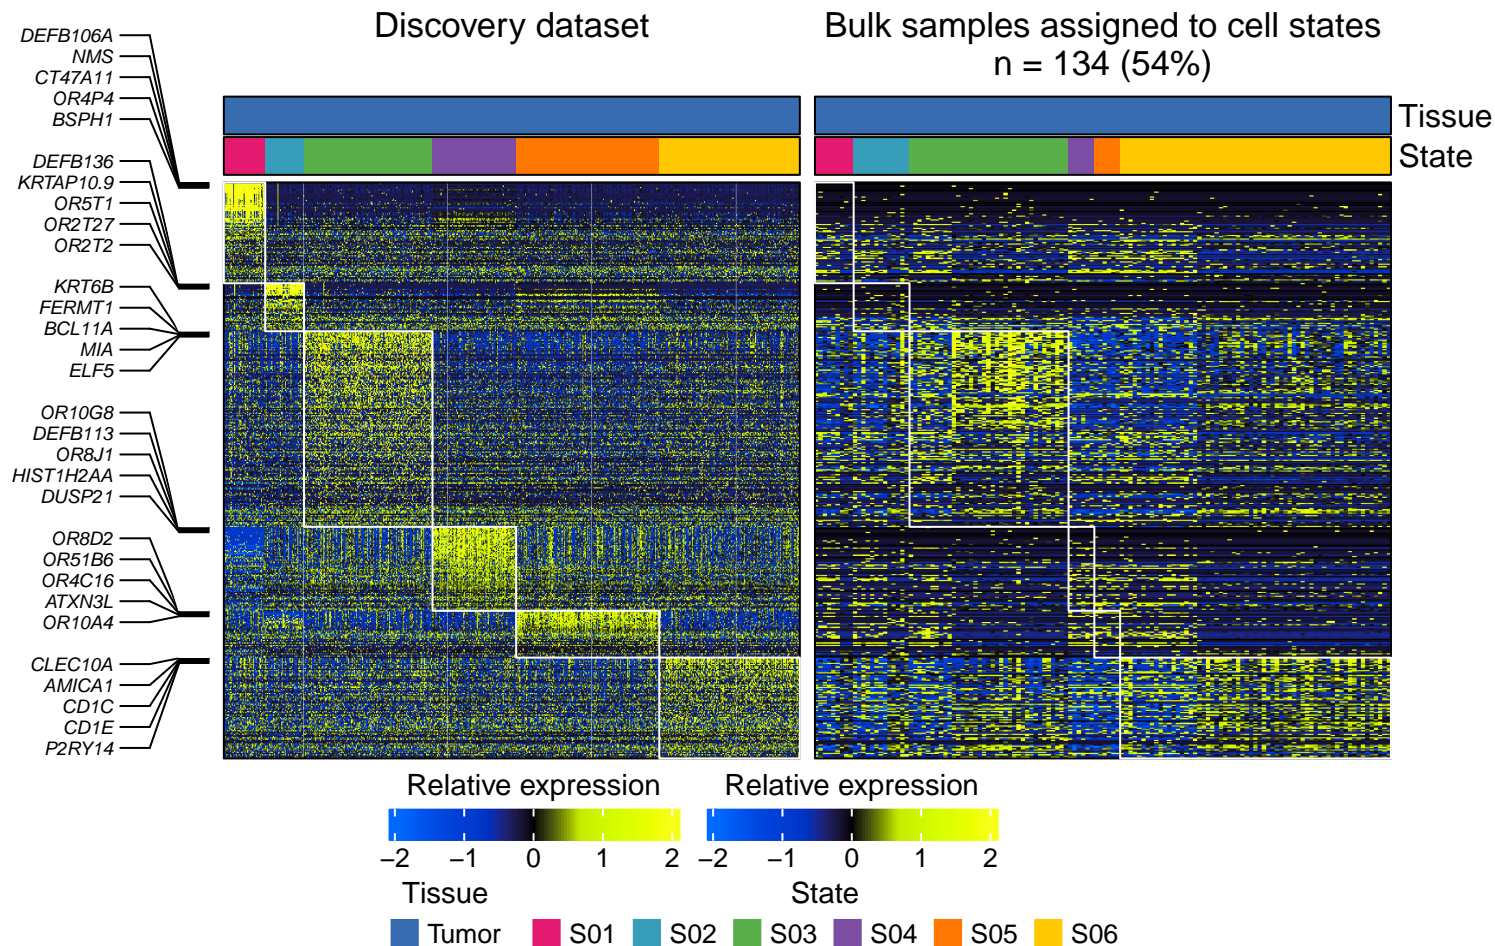 Discovery dataset
Bulk samples assigned to cell states
n = 134 (54%)
Tissue
State
DEFB106A
NMS
CT47A11
OR4P4
BSPH1
DEFB136
KRTAP10.9
OR5T1
OR2T27
OR2T2
KRT6B
FERMT1
BCL11A
MIA
ELF5
OR10G8
DEFB113
OR8J1
HIST1H2AA
DUSP21
OR8D2
OR51B6
OR4C16
ATXN3L
OR10A4
CLEC10A
AMICA1
CD1C
CD1E
P2RY14
Relative expression Relative expression
−2 −1 0 1 2 −2 −1 0 1 2
Tissue State
Tumor S01 S02 S03 S04 S05 S06